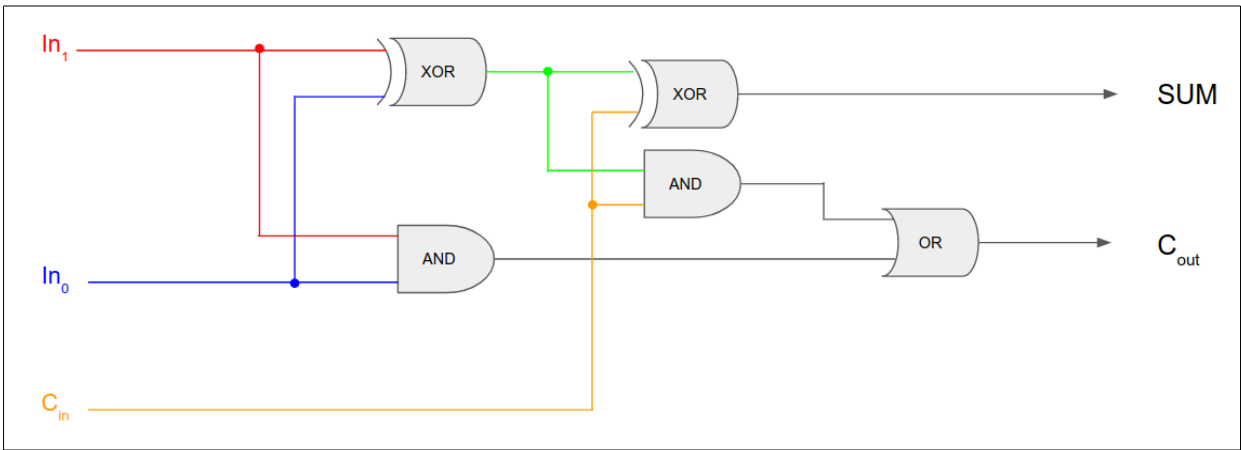 In1
XOR
XOR
SUM
AND
OR
Cout
AND
In0
Cin